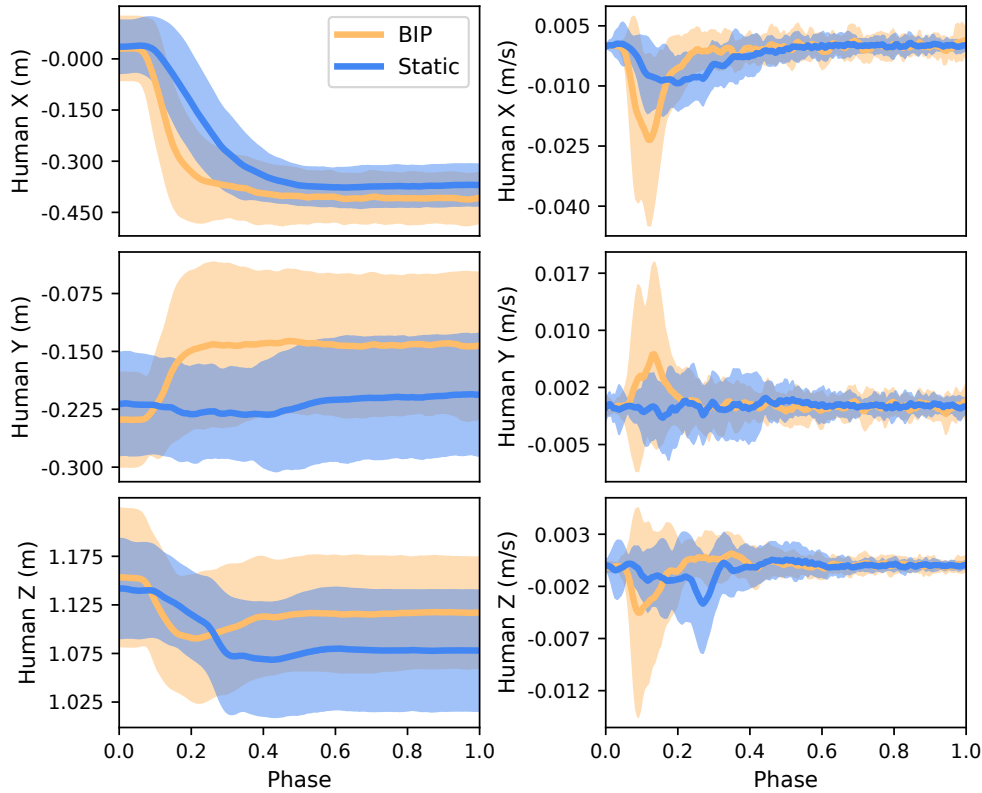 BIP
Static
Human X (m)
-0.000
-0.150
-0.300
-0.450
Human X (m/s)
0.005
-0.010
-0.025
-0.040
Human Y (m)
-0.075
-0.150
-0.225
-0.300
Human Y (m/s)
0.017
0.010
0.002
-0.005
Human Z (m)
1.175
1.125
1.075
1.025
0.0 0.2 0.4 0.6 0.8 1.0
Phase
Human Z (m/s)
0.003
-0.002
-0.007
-0.012
0.0 0.2 0.4 0.6 0.8 1.0
Phase